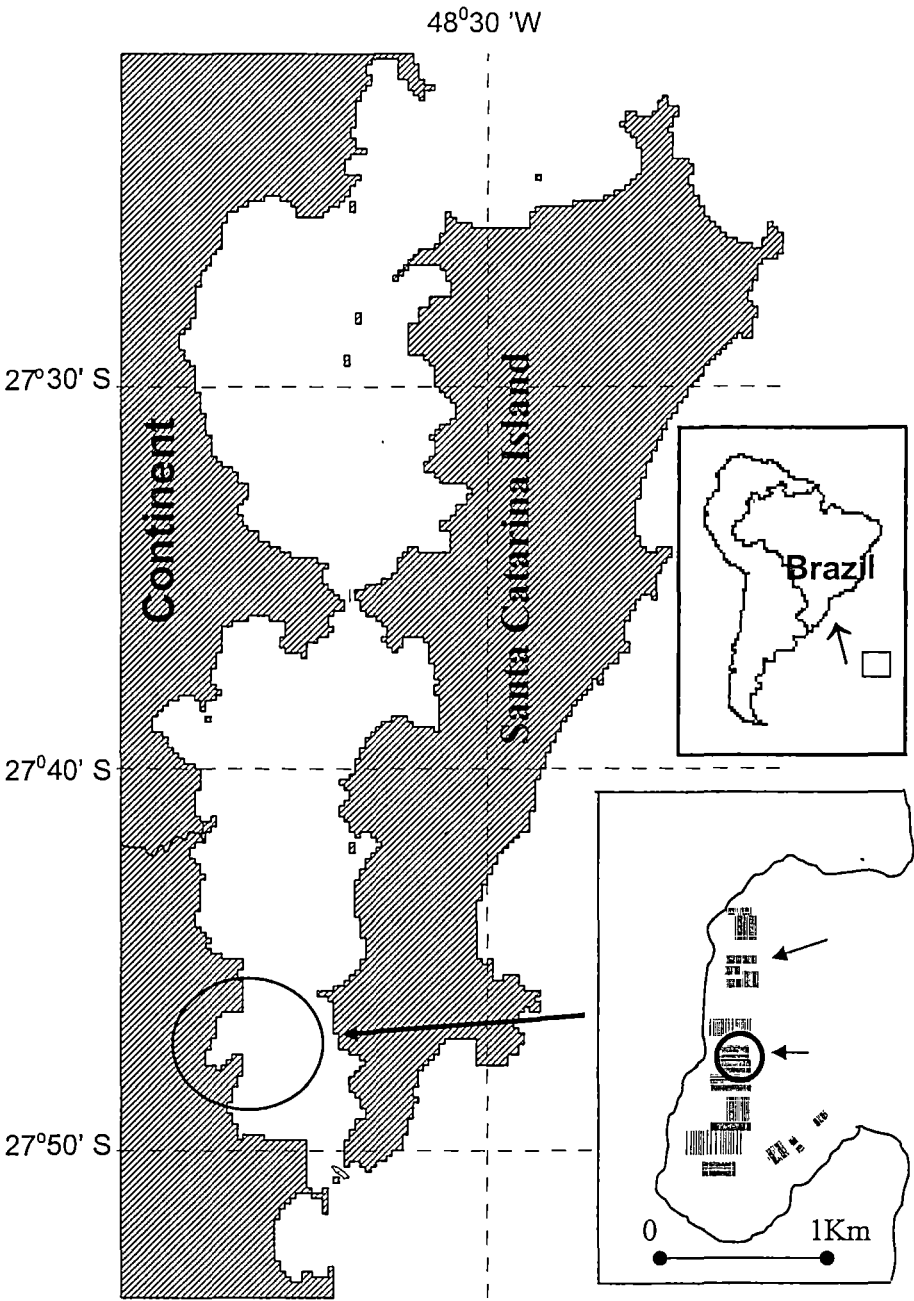 48⁰30 'W
27⁰30' S
Continent
Santa Catarina Island
Brazil
27⁰40' S
27⁰50' S
0 1Km